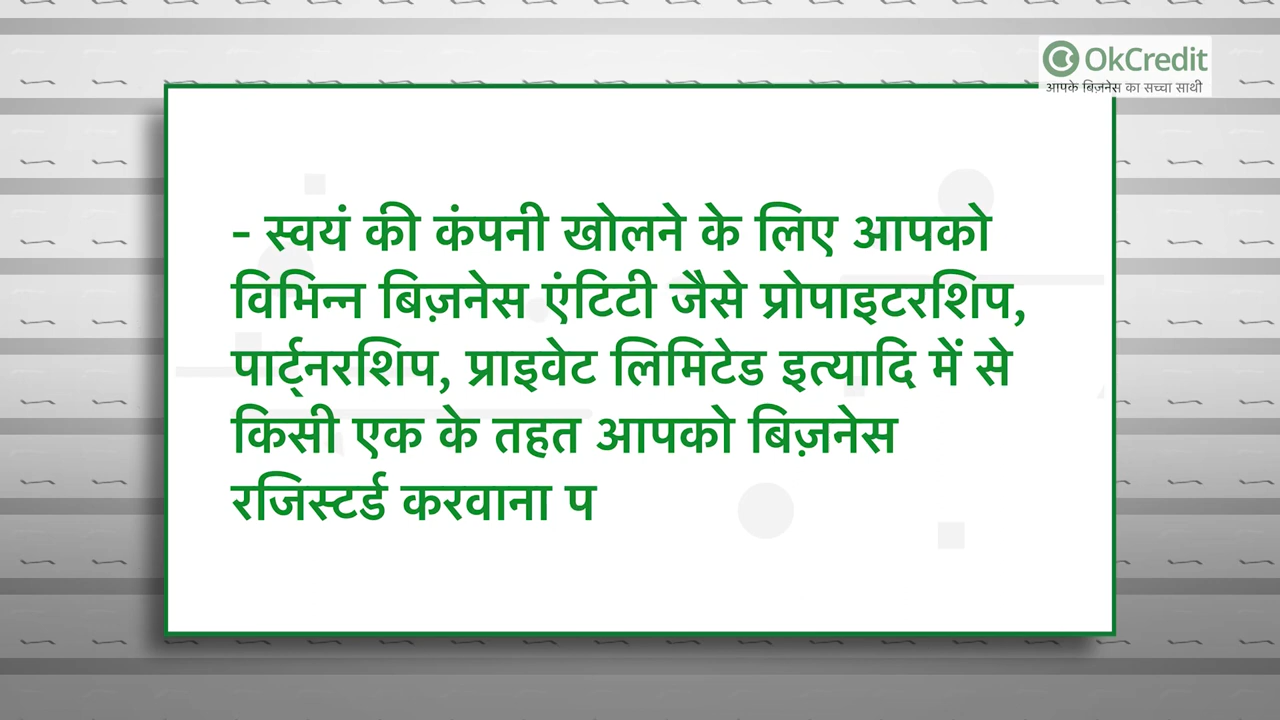 OkCredit
आपके बिज़नेस का सच्चा साथी
- स्वयं की कंपनी खोलने के लिए आपको
विभिन्न बिज़नेस एंटिटी जैसे प्रोपाइटरशिप,
पार्ट्नरशिप, प्राइवेट लिमिटेड इत्यादि में से
किसी एक के तहत आपको बिज़नेस
रजिस्टर्ड करवाना प